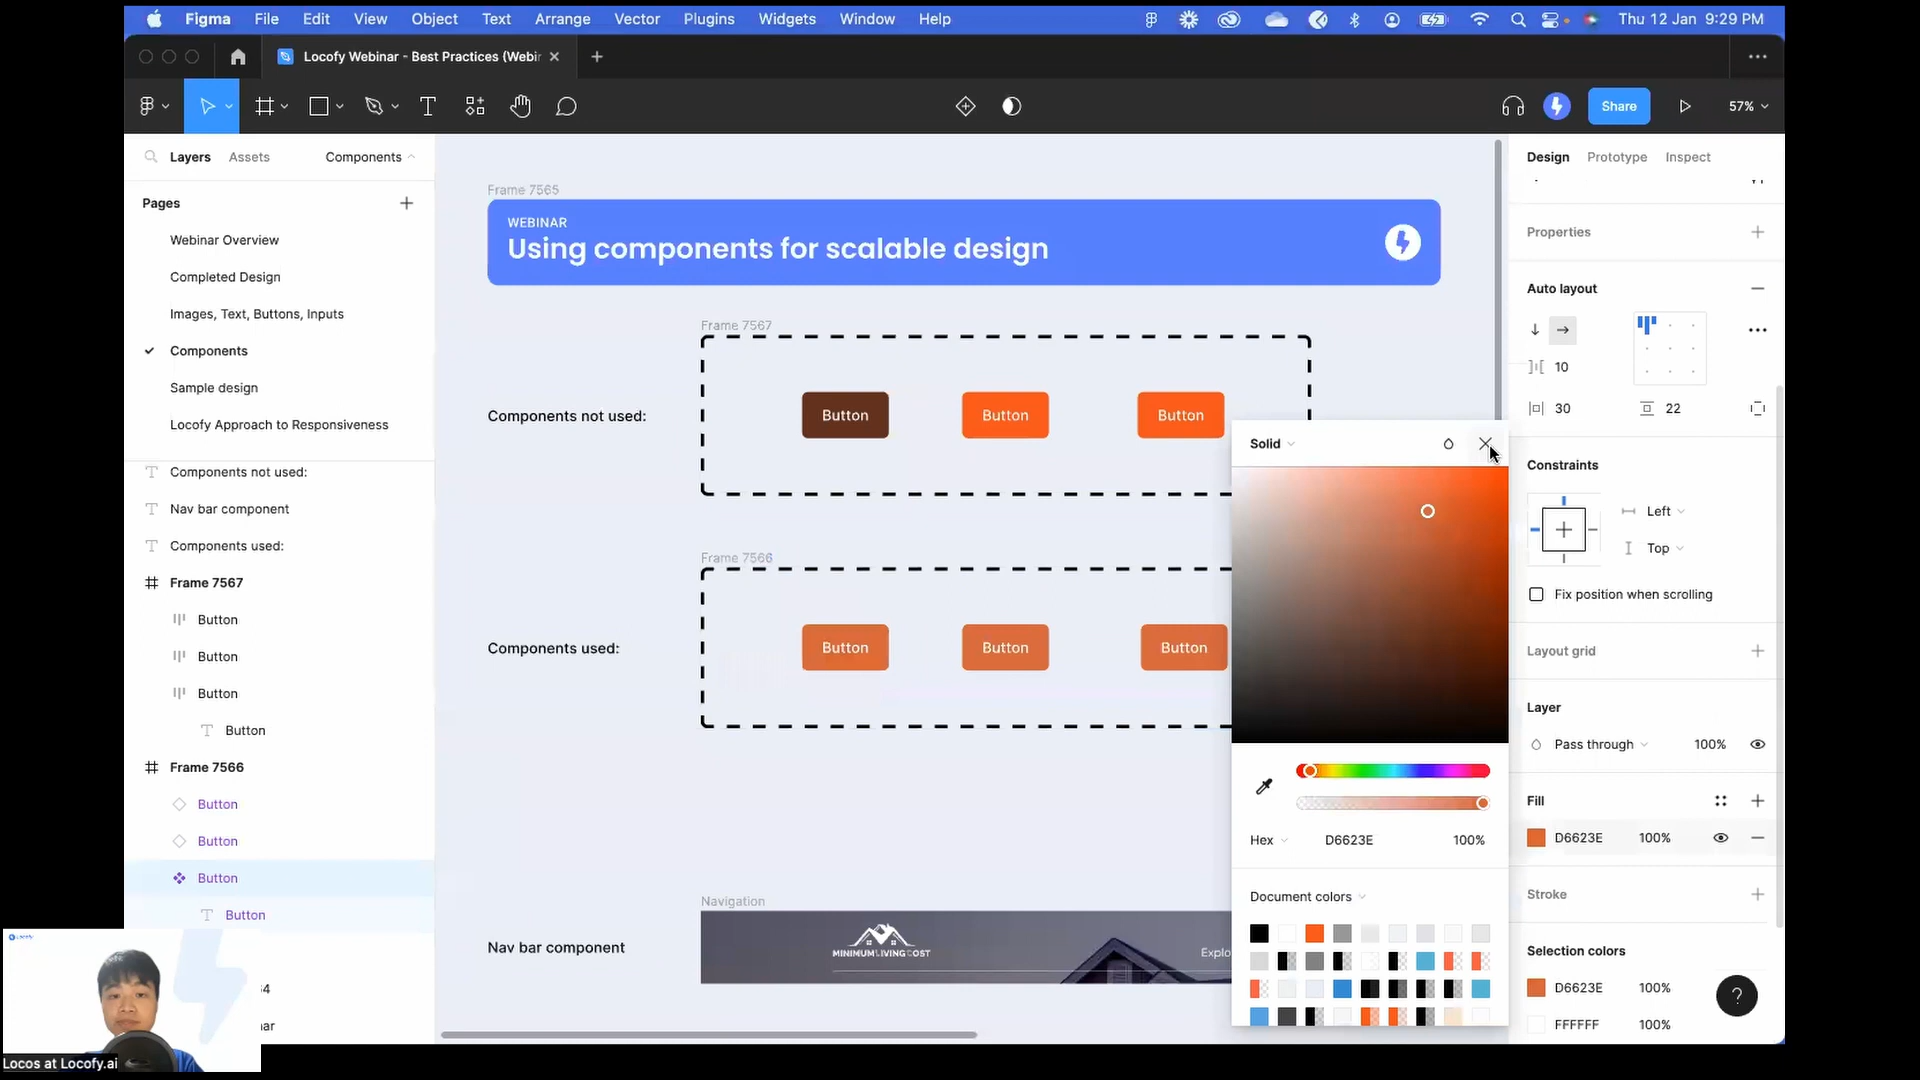 Figma File Edit View Object Text Arrange Vector Plugins Widgets Window Help Thu 12 Jan 9:29 PM
Locofy Webinar - Best Practices (Webir
Share 57%
Layers Assets Components
Design Prototype Inspect
Pages
Webinar Overview
Completed Design
Images, Text, Buttons, Inputs
Components
Sample design
Locofy Approach to Responsiveness
Components not used:
Nav bar component
Components used:
Frame 7567
Button
Button
Button
Button
Frame 7566
Button
Button
Button
Button
64
nar
Locos at Locofy.ai
Frame 7565
WEBINAR
Using components for scalable design
Frame 7567
Components not used:
Button Button Button
Frame 7566
Components used:
Button Button Button
Navigation
Nav bar component
MINIMUM LIVING COST
Explo
Solid
Hex D6623E 100%
Document colors
Properties
Auto layout
10
30 22
Constraints
Left
Top
Fix position when scrolling
Layout grid
Layer
Pass through 100%
Fill
D6623E 100%
Stroke
Selection colors
D6623E 100%
FFFFFF 100%
?